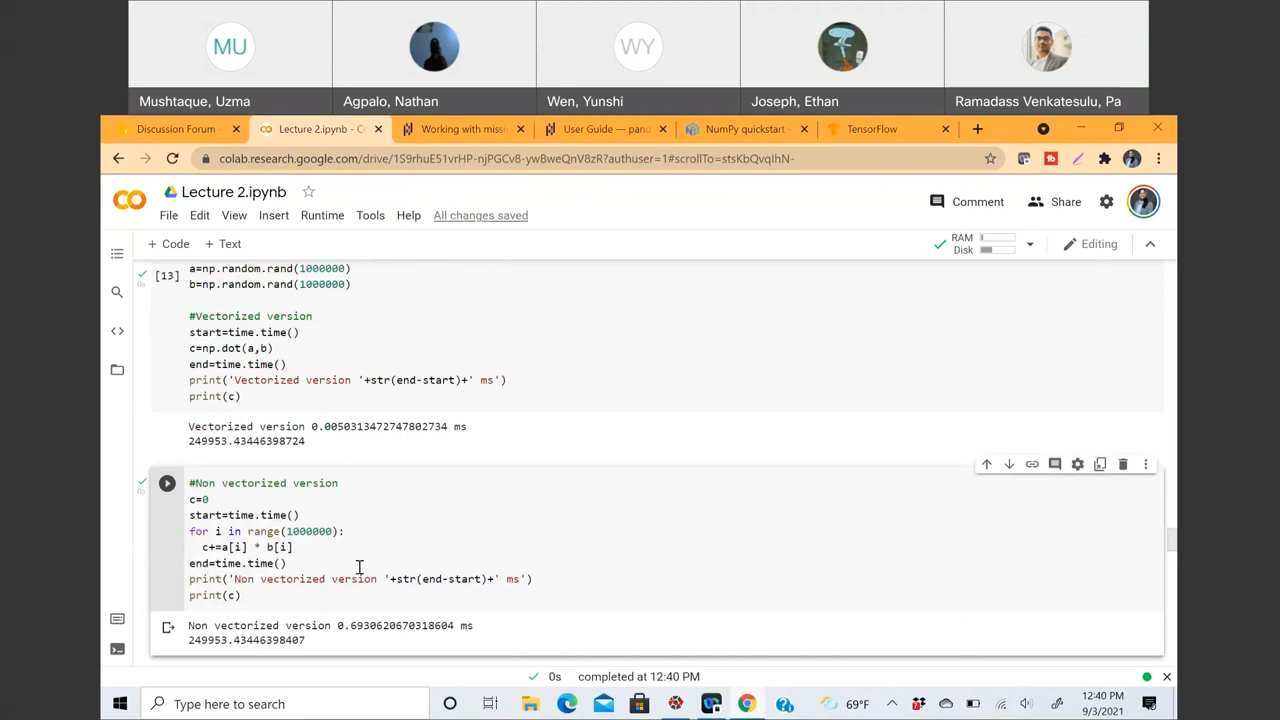 MU
WY
Mushtaque, Uzma
Agpalo, Nathan
Wen, Yunshi
Joseph, Ethan
Ramadass Venkatesulu, Pa
Discussion Forum -
Lecture 2.ipynb - C
Working with missi
User Guide — pan
NumPy quickstart -
TensorFlow
colab.research.google.com/drive/1S9rhuE51vrHP-njPGCv8-ywBweQnV8zR?authuser=1#scrollTo=stsKbQvqIhN-
Lecture 2.ipynb
File Edit View Insert Runtime Tools Help All changes saved
Comment
Share
+ Code + Text
RAM
Disk
Editing
[13]
0s
a=np.random.rand(1000000)
b=np.random.rand(1000000)
#Vectorized version
start=time.time()
c=np.dot(a,b)
end=time.time()
print('Vectorized version '+str(end-start)+' ms')
print(c)
Vectorized version 0.0050313472747802734 ms
249953.43446398724
0s
#Non vectorized version
c=0
start=time.time()
for i in range(1000000):
c+=a[i] * b[i]
end=time.time()
print('Non vectorized version '+str(end-start)+' ms')
print(c)
Non vectorized version 0.6930620670318604 ms
249953.43446398407
0s completed at 12:40 PM
Type here to search
69°F
12:40 PM
9/3/2021